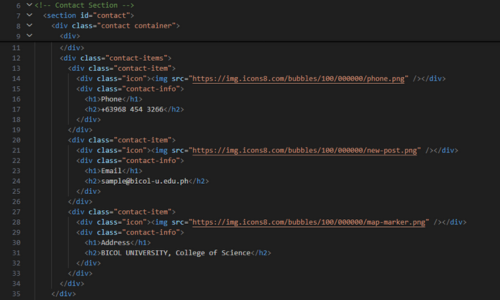 6 <!-- Contact Section -->
7 <section id="contact">
8 <div class="contact container">
9 <div>
11 </div>
12 <div class="contact-items">
13 <div class="contact-item">
14 <div class="icon"><img src="https://img.icons8.com/bubbles/100/000000/phone.png" /></div>
15 <div class="contact-info">
16 <h1>Phone</h1>
17 <h2>+63968 454 3266</h2>
18 </div>
19 </div>
20 <div class="contact-item">
21 <div class="icon"><img src="https://img.icons8.com/bubbles/100/000000/new-post.png" /></div>
22 <div class="contact-info">
23 <h1>Email</h1>
24 <h2>sample@bicol-u.edu.ph</h2>
25 </div>
26 </div>
27 <div class="contact-item">
28 <div class="icon"><img src="https://img.icons8.com/bubbles/100/000000/map-marker.png" /></div>
29 <div class="contact-info">
30 <h1>Address</h1>
31 <h2>BICOL UNIVERSITY, College of Science</h2>
32 </div>
33 </div>
34 </div>
35 </div>